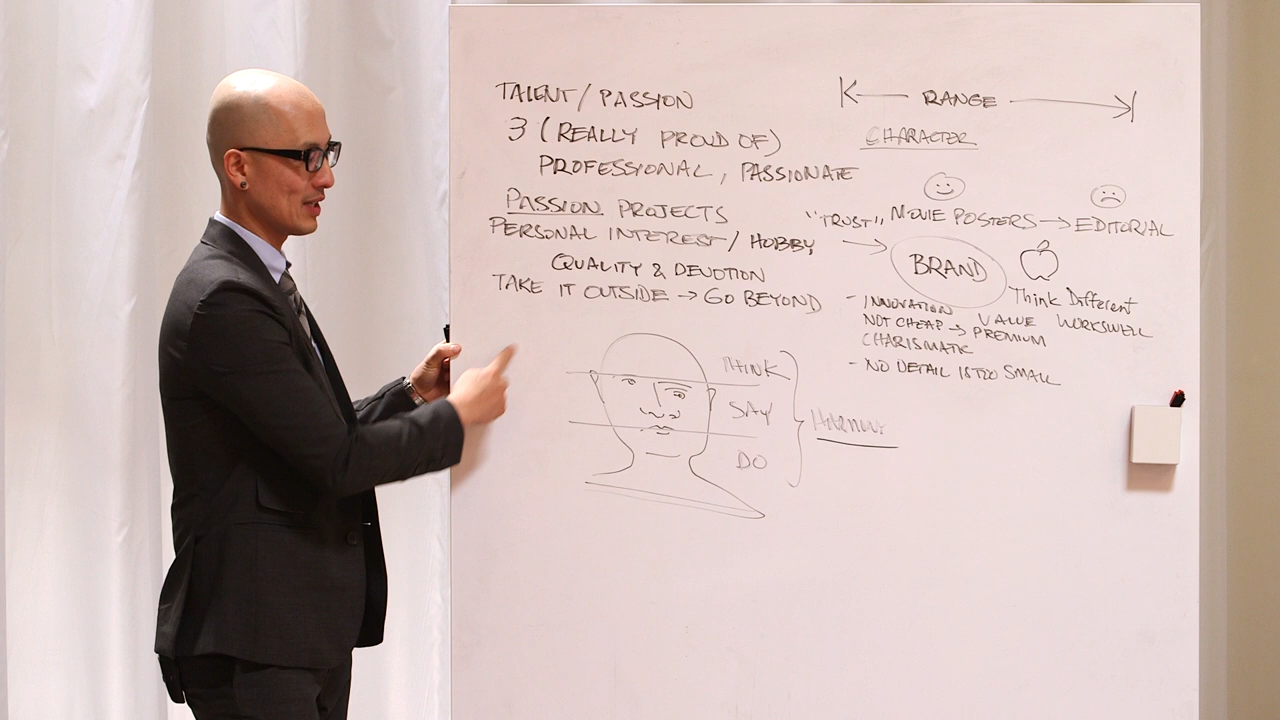 TALENT / PASSION
3 (REALLY PROUD OF)
PROFESSIONAL, PASSIONATE
PASSION PROJECTS
PERSONAL INTEREST / HOBBY
QUALITY & DEVOTION
TAKE IT OUTSIDE → GO BEYOND
THINK
SAY
DO
HARMONY
RANGE
CHARACTER
"TRUST", MOVIE POSTERS → EDITORIAL
BRAND
Think Different
- INNOVATION VALUE WORKSWELL
NOT CHEAP → PREMIUM
CHARISMATIC
- NO DETAIL IS TOO SMALL